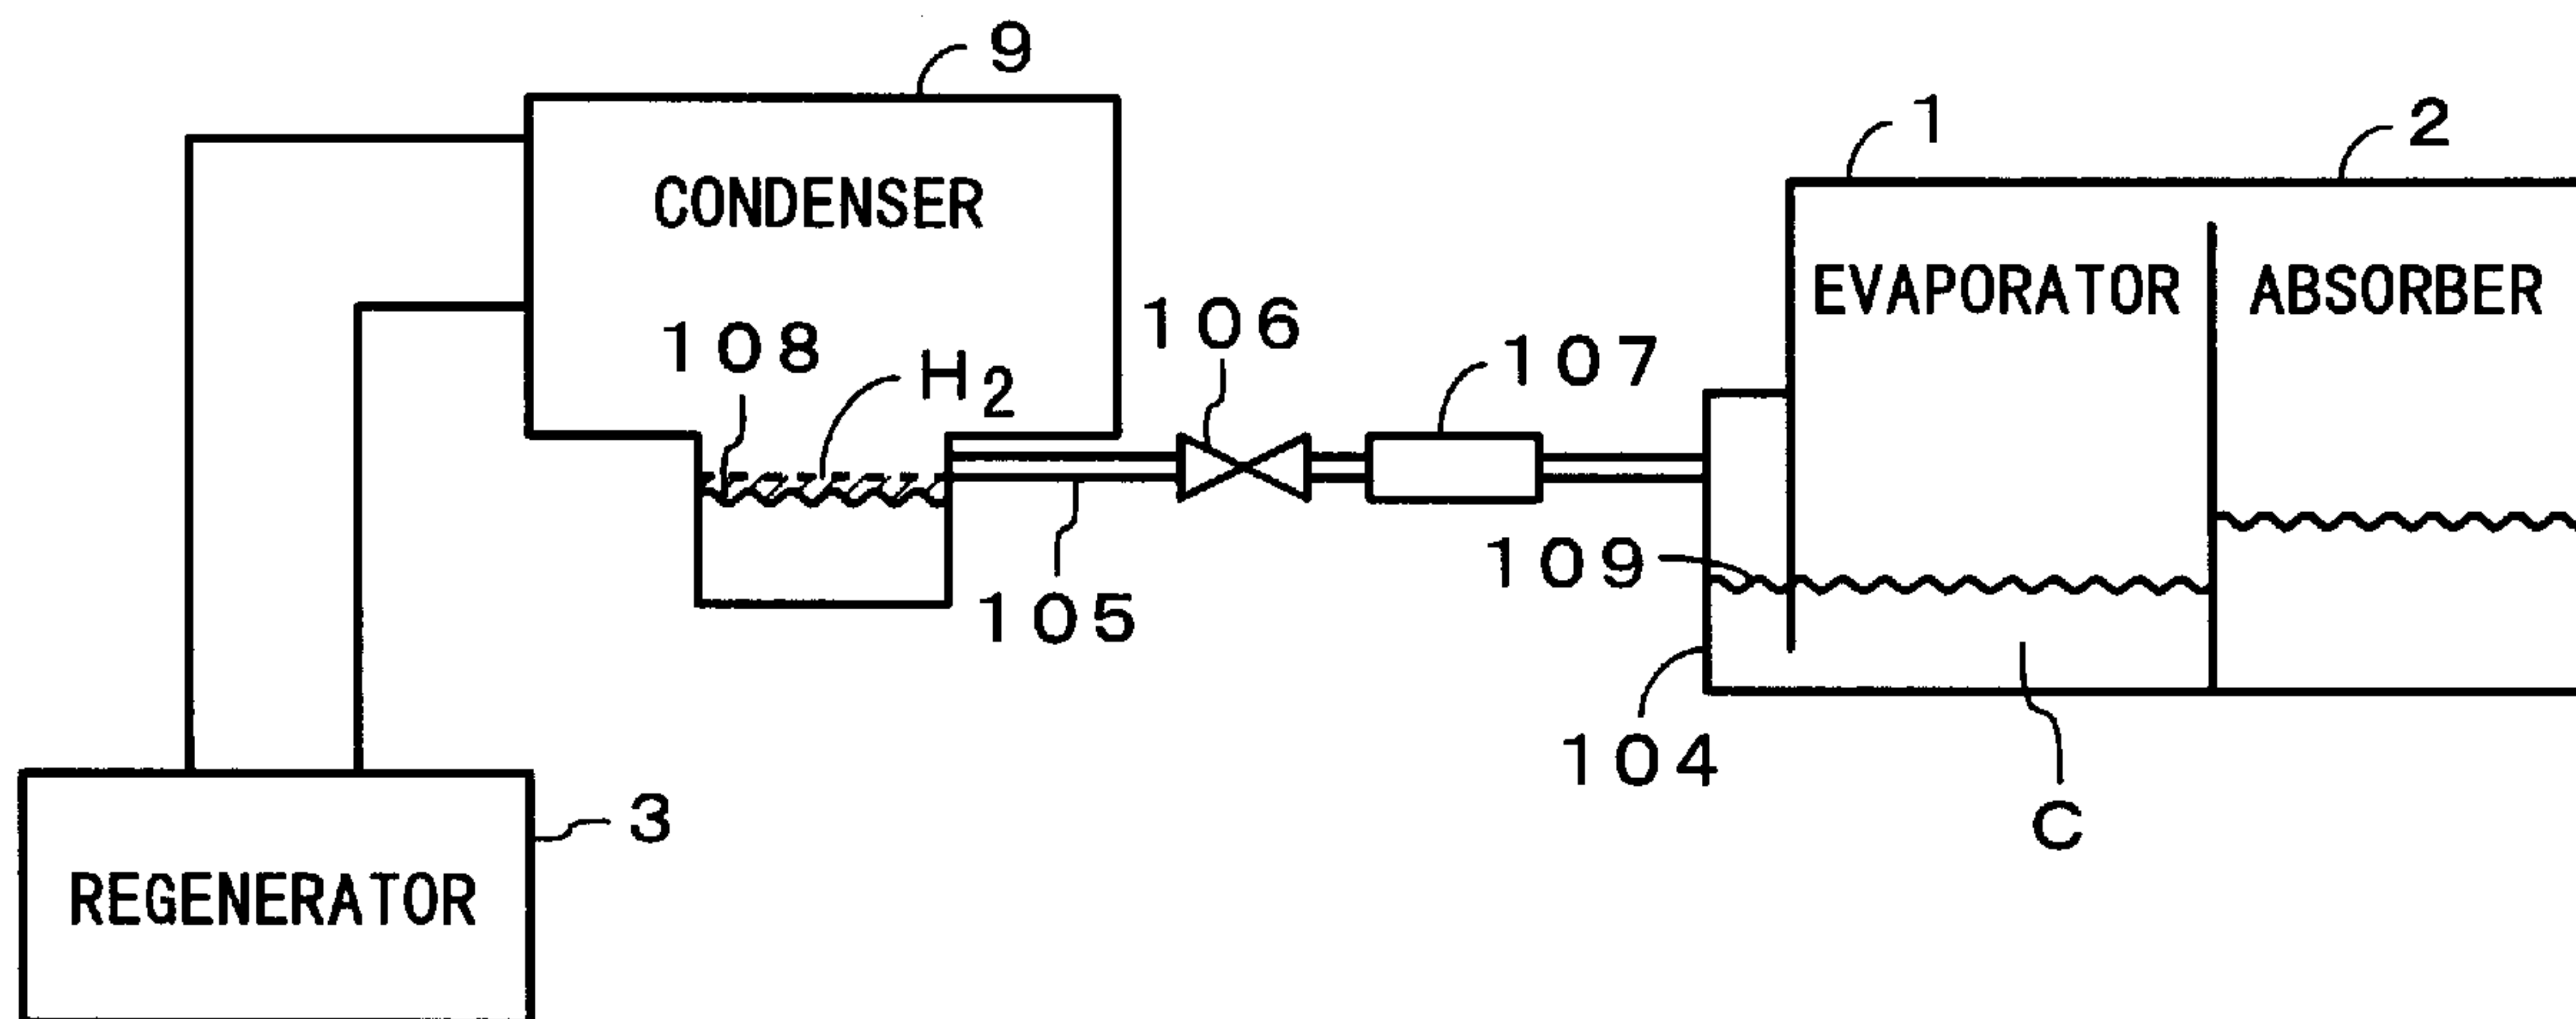 9
1
2
CONDENSER
EVAPORATOR
ABSORBER
108
H2
106
107
109
105
104
C
3
REGENERATOR